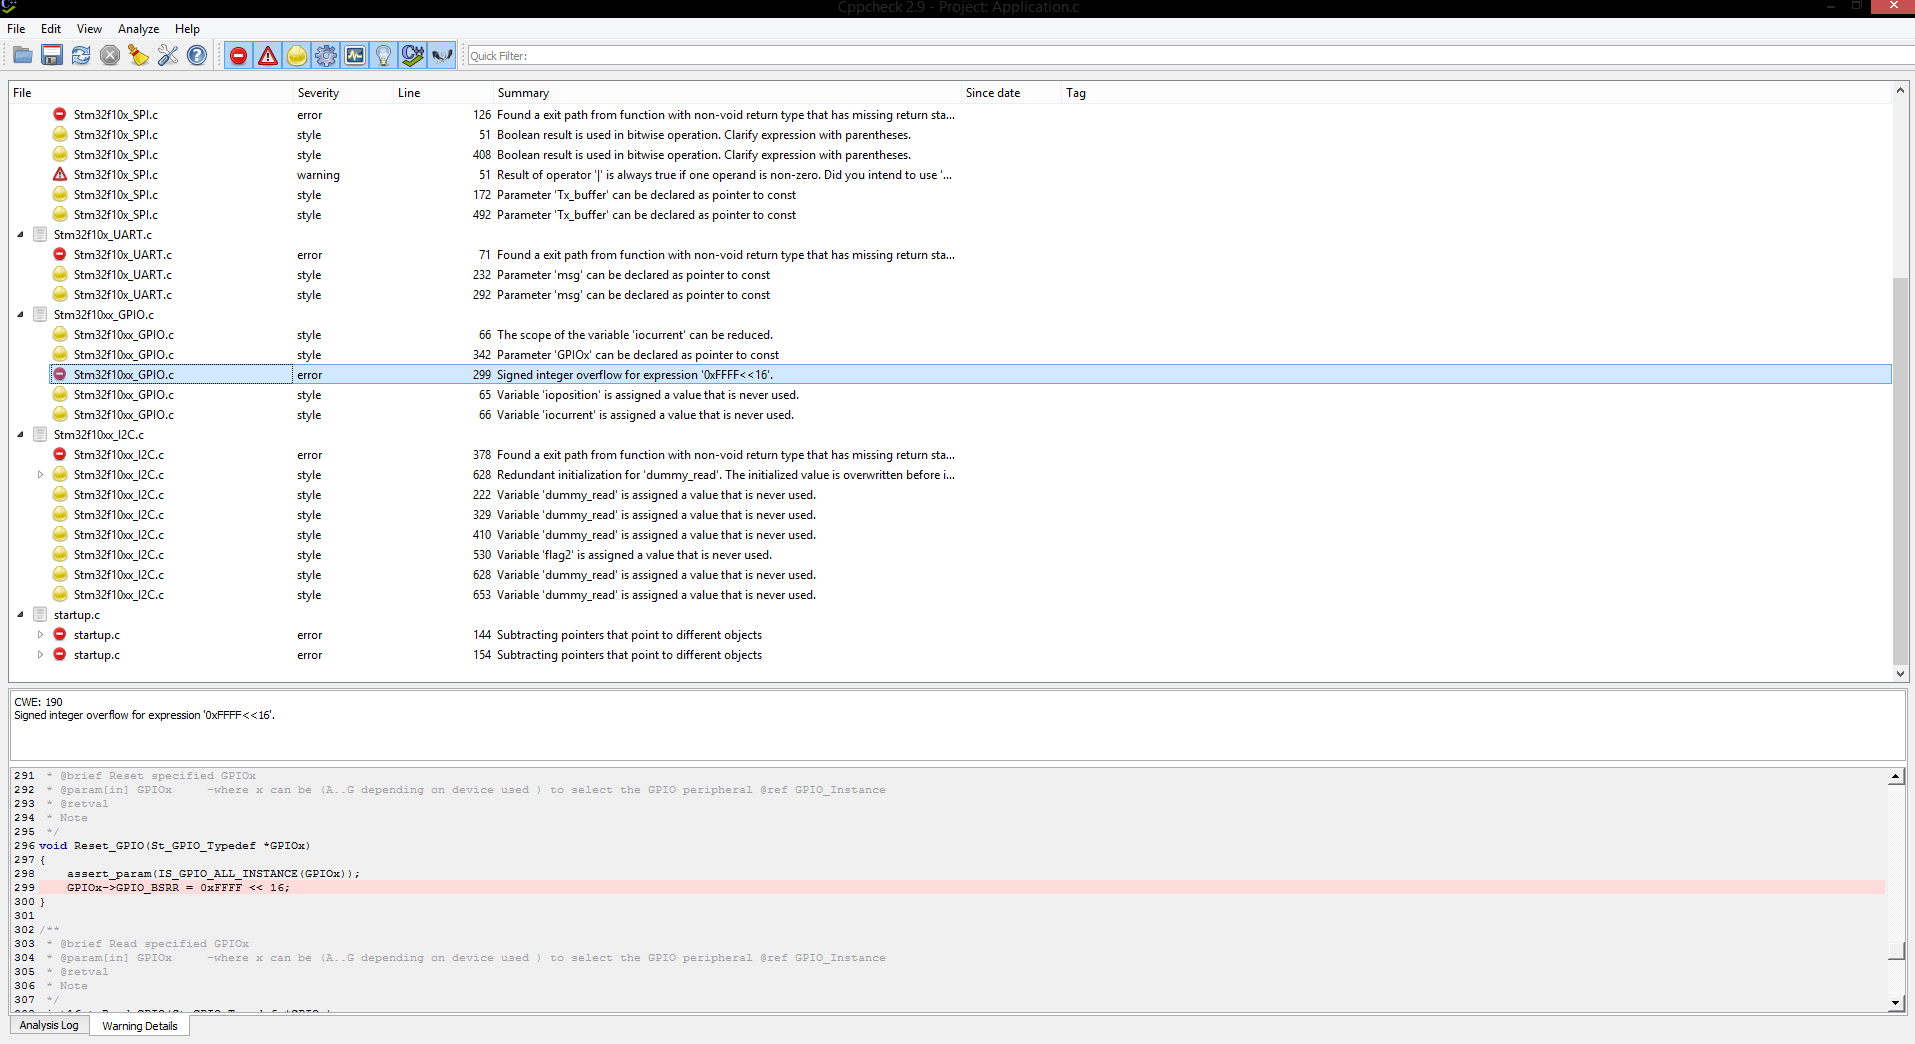 Cppcheck 2.9 - Project: Application.c
File Edit View Analyze Help
Quick Filter:
File Severity Line Summary Since date Tag
Stm32f10x_SPI.c error 126 Found a exit path from function with non-void return type that has missing return sta...
Stm32f10x_SPI.c style 51 Boolean result is used in bitwise operation. Clarify expression with parentheses.
Stm32f10x_SPI.c style 408 Boolean result is used in bitwise operation. Clarify expression with parentheses.
Stm32f10x_SPI.c warning 51 Result of operator '|' is always true if one operand is non-zero. Did you intend to use '...
Stm32f10x_SPI.c style 172 Parameter 'Tx_buffer' can be declared as pointer to const
Stm32f10x_SPI.c style 492 Parameter 'Tx_buffer' can be declared as pointer to const
Stm32f10x_UART.c
Stm32f10x_UART.c error 71 Found a exit path from function with non-void return type that has missing return sta...
Stm32f10x_UART.c style 232 Parameter 'msg' can be declared as pointer to const
Stm32f10x_UART.c style 292 Parameter 'msg' can be declared as pointer to const
Stm32f10xx_GPIO.c
Stm32f10xx_GPIO.c style 66 The scope of the variable 'iocurrent' can be reduced.
Stm32f10xx_GPIO.c style 342 Parameter 'GPIOx' can be declared as pointer to const
Stm32f10xx_GPIO.c error 299 Signed integer overflow for expression '0xFFFF<<16'.
Stm32f10xx_GPIO.c style 65 Variable 'ioposition' is assigned a value that is never used.
Stm32f10xx_GPIO.c style 66 Variable 'iocurrent' is assigned a value that is never used.
Stm32f10xx_I2C.c
Stm32f10xx_I2C.c error 378 Found a exit path from function with non-void return type that has missing return sta...
Stm32f10xx_I2C.c style 628 Redundant initialization for 'dummy_read'. The initialized value is overwritten before i...
Stm32f10xx_I2C.c style 222 Variable 'dummy_read' is assigned a value that is never used.
Stm32f10xx_I2C.c style 329 Variable 'dummy_read' is assigned a value that is never used.
Stm32f10xx_I2C.c style 410 Variable 'dummy_read' is assigned a value that is never used.
Stm32f10xx_I2C.c style 530 Variable 'flag2' is assigned a value that is never used.
Stm32f10xx_I2C.c style 628 Variable 'dummy_read' is assigned a value that is never used.
Stm32f10xx_I2C.c style 653 Variable 'dummy_read' is assigned a value that is never used.
startup.c
startup.c error 144 Subtracting pointers that point to different objects
startup.c error 154 Subtracting pointers that point to different objects
CWE: 190
Signed integer overflow for expression '0xFFFF<<16'.
291 * @brief Reset specified GPIOx
292 * @param[in] GPIOx -where x can be (A..G depending on device used ) to select the GPIO peripheral @ref GPIO_Instance
293 * @retval
294 * Note
295 */
296 void Reset_GPIO(St_GPIO_Typedef *GPIOx)
297 {
298 assert_param(IS_GPIO_ALL_INSTANCE(GPIOx));
299 GPIOx->GPIO_BSRR = 0xFFFF << 16;
300 }
301
302 /**
303 * @brief Read specified GPIOx
304 * @param[in] GPIOx -where x can be (A..G depending on device used ) to select the GPIO peripheral @ref GPIO_Instance
305 * @retval
306 * Note
307 */
Analysis Log Warning Details